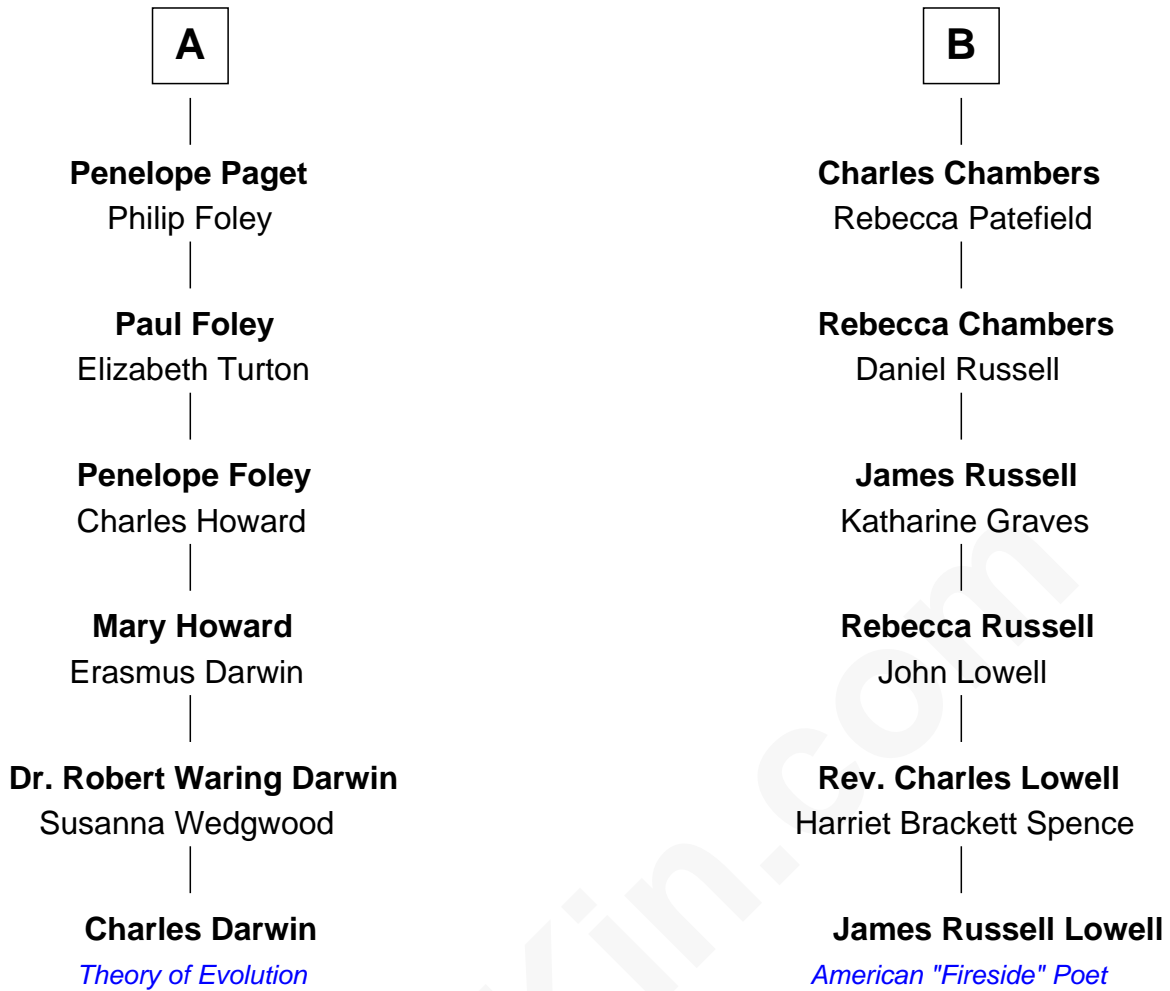 A
Penelope Paget
Philip Foley
Paul Foley
Elizabeth Turton
Penelope Foley
Charles Howard
Mary Howard
Erasmus Darwin
Dr. Robert Waring Darwin
Susanna Wedgwood
Charles Darwin
Theory of Evolution
B
Charles Chambers
Rebecca Patefield
Rebecca Chambers
Daniel Russell
James Russell
Katharine Graves
Rebecca Russell
John Lowell
Rev. Charles Lowell
Harriet Brackett Spence
James Russell Lowell
American "Fireside" Poet
kin.com